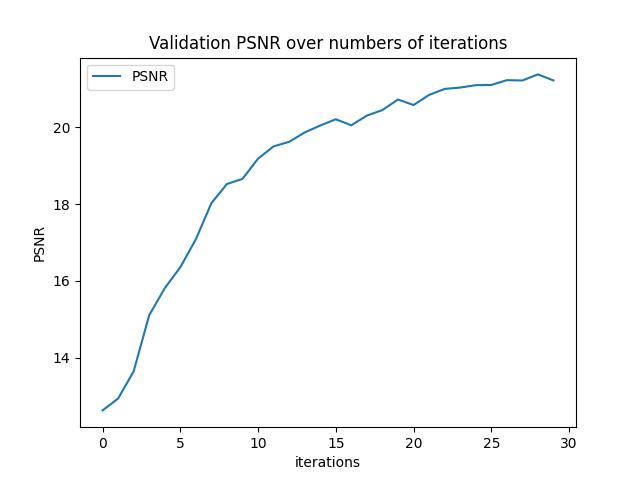 Validation PSNR over numbers of iterations
PSNR
20
18
16
14
PSNR
0 5 10 15 20 25 30
iterations